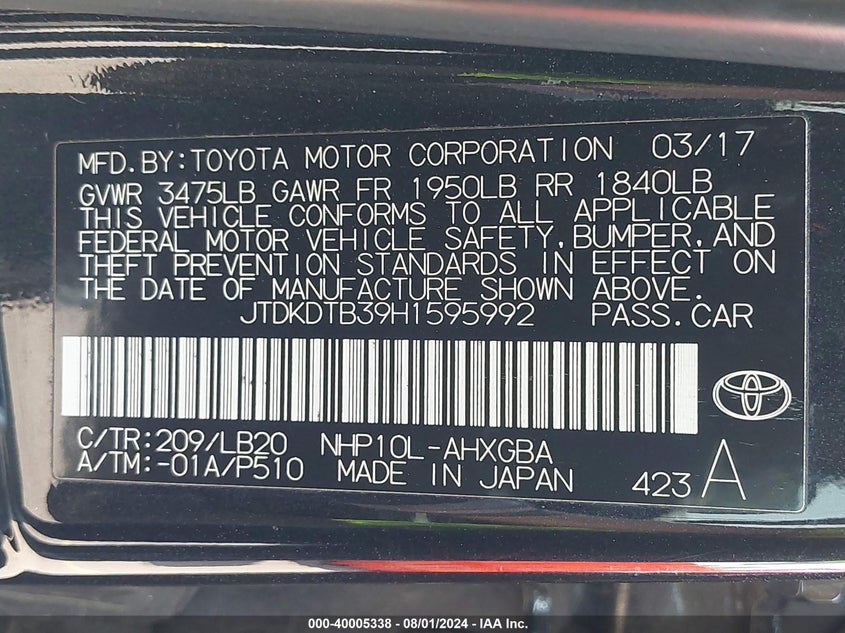 MFD.BY:TOYOTA MOTOR CORPORATION 03/17
GVWR 3475LB GAWR FR 1950LB RR 1840LB
THIS VEHICLE CONFORMS TO ALL APPLICABLE
FEDERAL MOTOR VEHICLE SAFETY,BUMPER,AND
THEFT PREVENTION STANDARDS IN EFFECT ON
THE DATE OF MANUFACTURE SHOWN ABOVE.
JTDKDTB39H1595992 PASS.CAR
C/TR:209/LB20 NHP10L-AHXGBA
A/TM:-01A/P510 MADE IN JAPAN 423 A
000-40005338 - 08/01/2024 - IAA Inc.